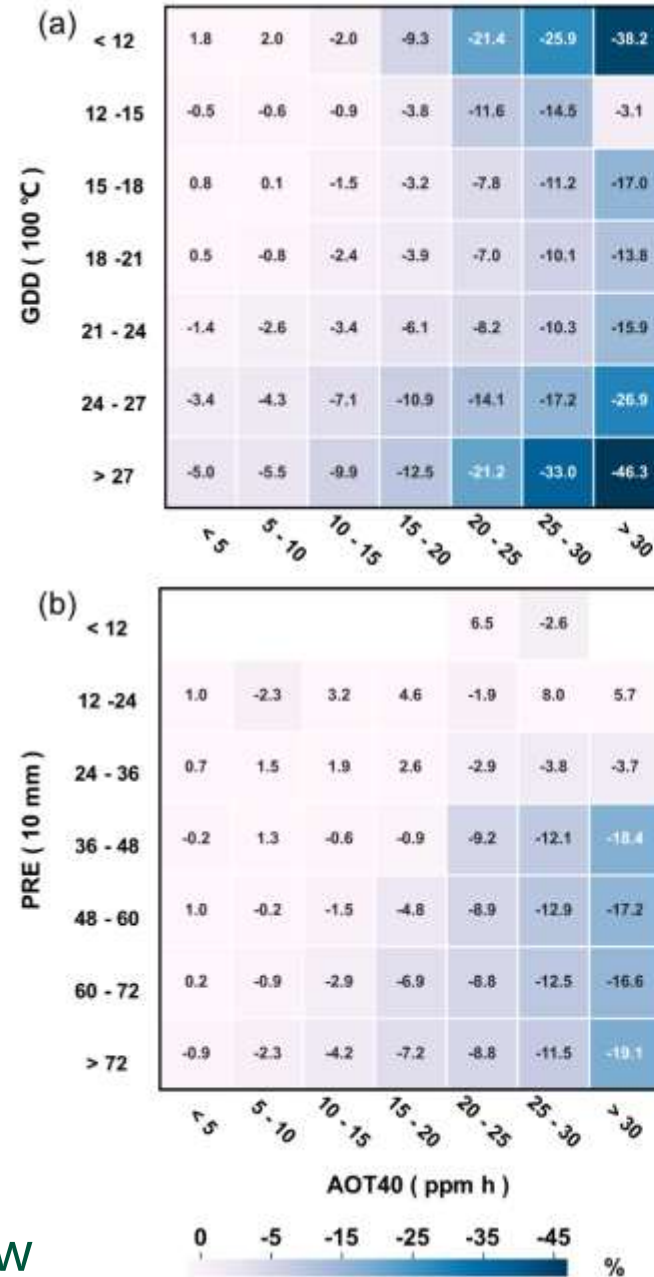 (a)
< 12 1.8 2.0 -2.0 -9.3 -21.4 -25.9 -38.2
12 -15 -0.5 -0.6 -0.9 -3.8 -11.6 -14.5 -3.1
15 -18 0.8 0.1 -1.5 -3.2 -7.8 -11.2 -17.0
18 -21 0.5 -0.8 -2.4 -3.9 -7.0 -10.1 -13.8
21 - 24 -1.4 -2.6 -3.4 -6.1 -8.2 -10.3 -15.9
24 - 27 -3.4 -4.3 -7.1 -10.9 -14.1 -17.2 -26.9
> 27 -5.0 -5.5 -9.9 -12.5 -21.2 -33.0 -46.3
GDD ( 100 ℃ )
< 5 5 - 10 10 - 15 15 - 20 20 - 25 25 - 30 > 30
(b)
< 12 6.5 -2.6
12 -24 1.0 -2.3 3.2 4.6 -1.9 8.0 5.7
24 - 36 0.7 1.5 1.9 2.6 -2.9 -3.8 -3.7
36 - 48 -0.2 1.3 -0.6 -0.9 -9.2 -12.1 -18.4
48 - 60 1.0 -0.2 -1.5 -4.8 -8.9 -12.9 -17.2
60 - 72 0.2 -0.9 -2.9 -6.9 -8.8 -12.5 -16.6
> 72 -0.9 -2.3 -4.2 -7.2 -8.8 -11.5 -19.1
PRE ( 10 mm )
< 5 5 - 10 10 - 15 15 - 20 20 - 25 25 - 30 > 30
AOT40 ( ppm h )
0 -5 -15 -25 -35 -45
%
w